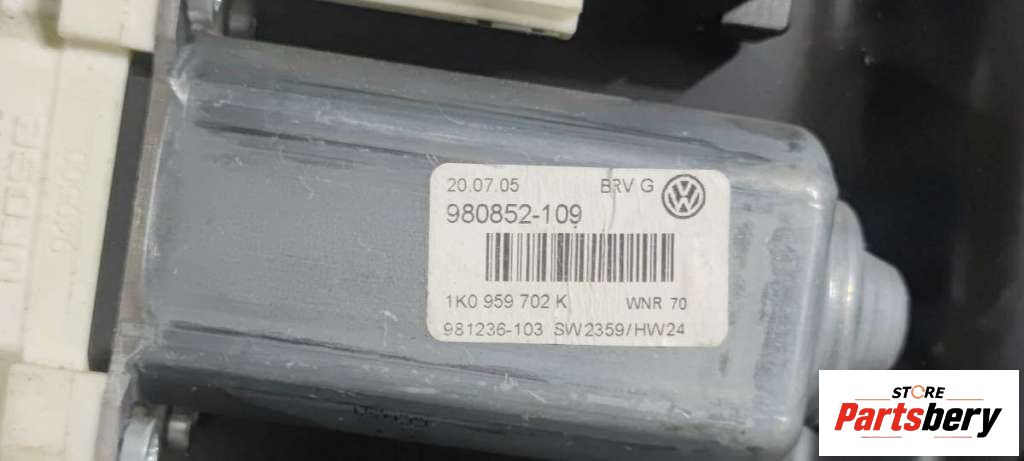 20.07.05 BRV G
980852-109
1K0 959 702 K WNR 70
981236-103 SW2359/HW24
STORE
Partsbery